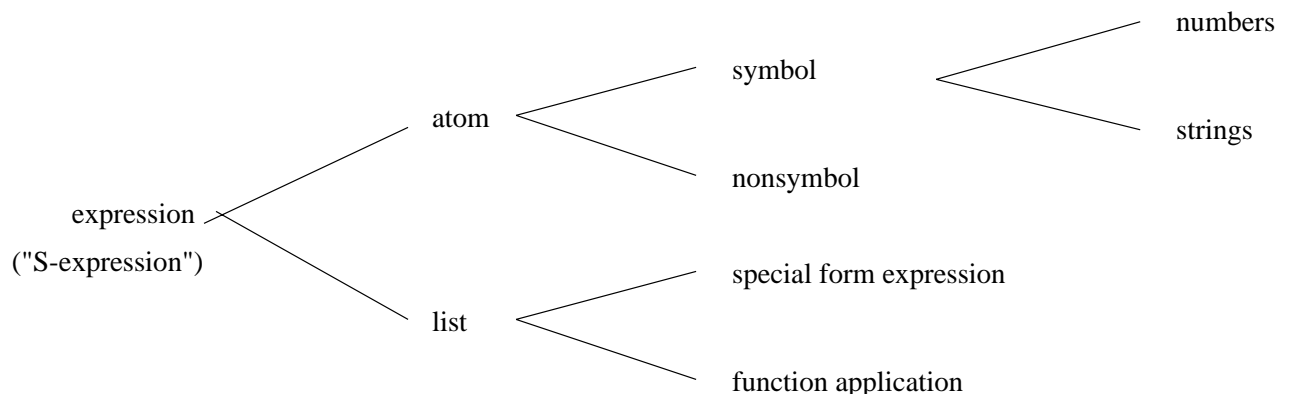 numbers
symbol
atom
strings
nonsymbol
expression
("S-expression")
special form expression
list
function application